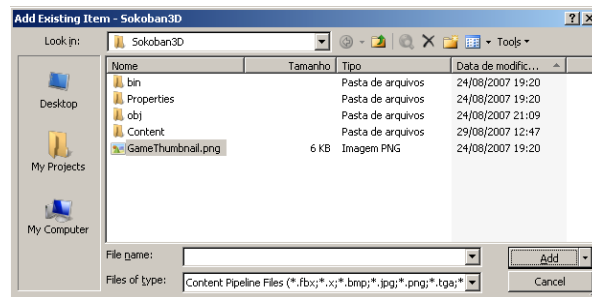 Add Existing Item - Sokoban3D
Look in: Sokoban3D Tools
Nome Tamanho Tipo Data de modific...
bin Pasta de arquivos 24/08/2007 19:20
Properties Pasta de arquivos 24/08/2007 19:20
obj Pasta de arquivos 24/08/2007 21:09
Content Pasta de arquivos 29/08/2007 12:47
GameThumbnail.png 6 KB Imagem PNG 24/08/2007 19:20
Desktop
My Projects
My Computer
File name: Add
Files of type: Content Pipeline Files (*.fbx;*.x;*.bmp;*.jpg;*.png;*.tga;* Cancel